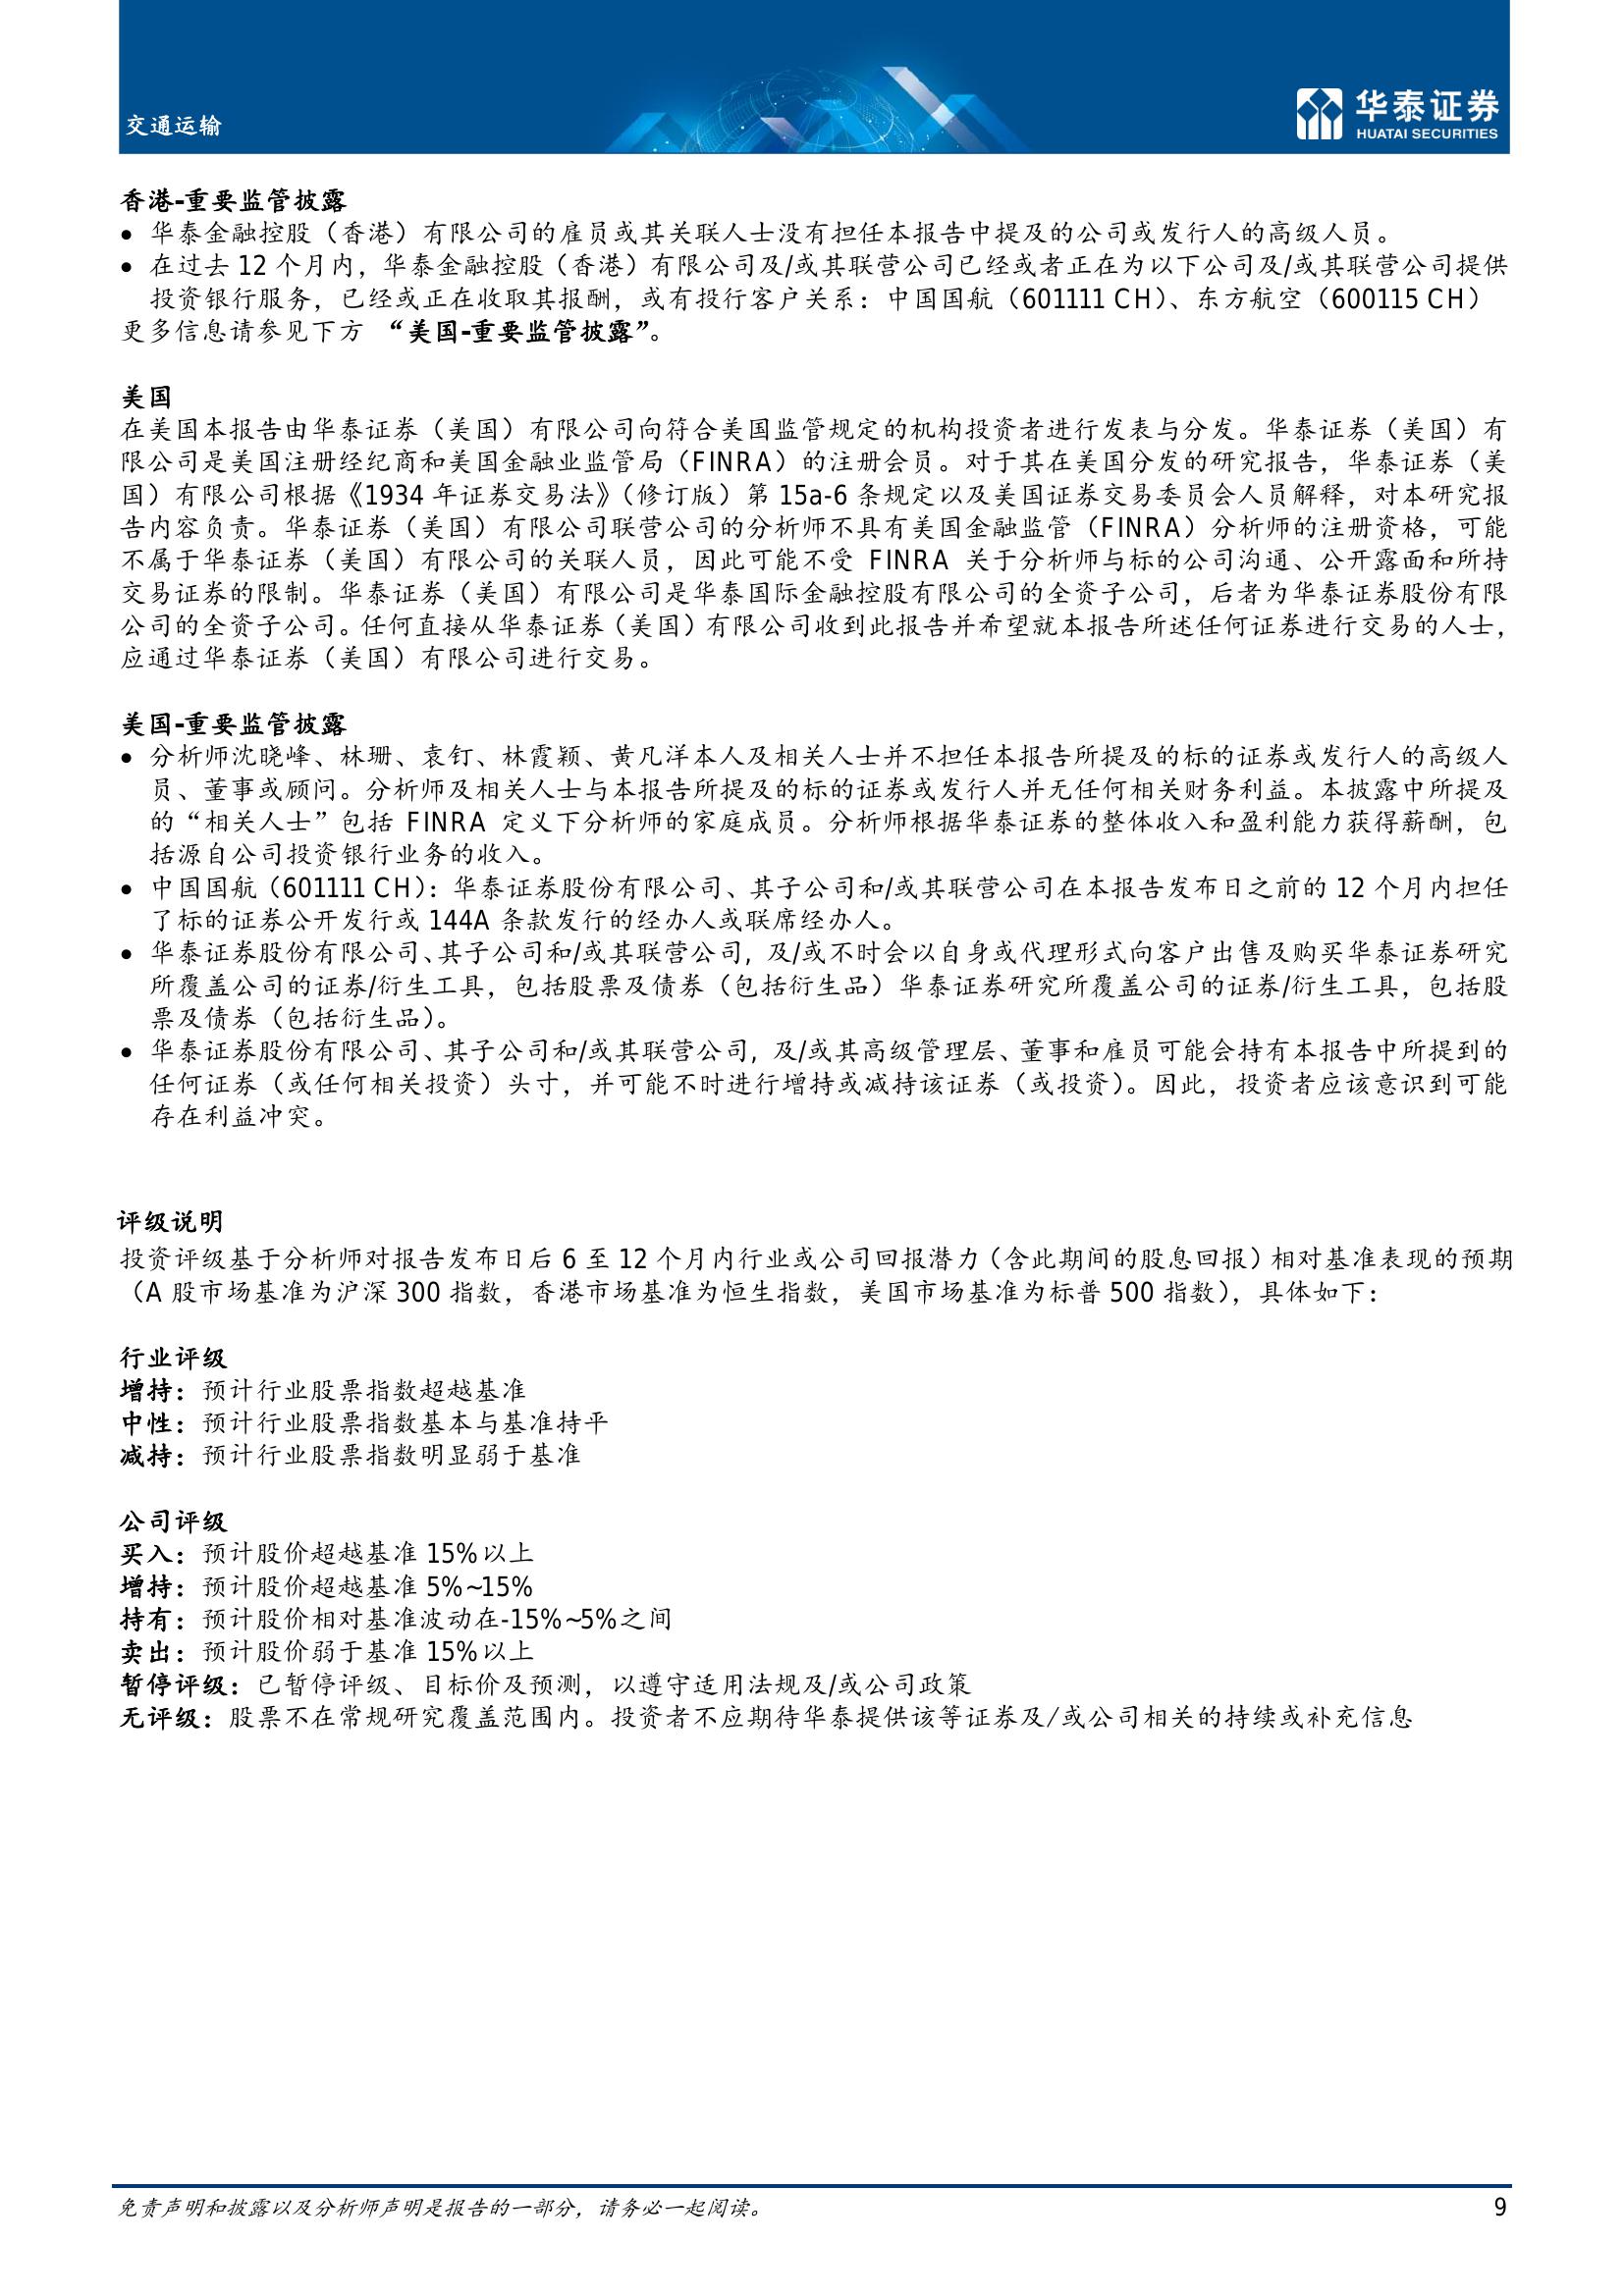 交通运输
华泰证券
HUATAI SECURITIES
香港-重要监管披露
● 华泰金融控股（香港）有限公司的雇员或其关联人士没有担任本报告中提及的公司或发行人的高级人员。
● 在过去 12 个月内，华泰金融控股（香港）有限公司及/或其联营公司已经或者正在为以下公司及/或其联营公司提供
投资银行服务，已经或正在收取其报酬，或有投行客户关系：中国国航（601111 CH）、东方航空（600115 CH）
更多信息请参见下方 “美国-重要监管披露”。
美国
在美国本报告由华泰证券（美国）有限公司向符合美国监管规定的机构投资者进行发表与分发。华泰证券（美国）有
限公司是美国注册经纪商和美国金融业监管局（FINRA）的注册会员。对于其在美国分发的研究报告，华泰证券（美
国）有限公司根据《1934 年证券交易法》（修订版）第 15a-6 条规定以及美国证券交易委员会人员解释，对本研究报
告内容负责。华泰证券（美国）有限公司联营公司的分析师不具有美国金融监管（FINRA）分析师的注册资格，可能
不属于华泰证券（美国）有限公司的关联人员，因此可能不受 FINRA 关于分析师与标的公司沟通、公开露面和所持
交易证券的限制。华泰证券（美国）有限公司是华泰国际金融控股有限公司的全资子公司，后者为华泰证券股份有限
公司的全资子公司。任何直接从华泰证券（美国）有限公司收到此报告并希望就本报告所述任何证券进行交易的人士，
应通过华泰证券（美国）有限公司进行交易。
美国-重要监管披露
● 分析师沈晓峰、林珊、袁钉、林霞颖、黄凡洋本人及相关人士并不担任本报告所提及的标的证券或发行人的高级人
员、董事或顾问。分析师及相关人士与本报告所提及的标的证券或发行人并无任何相关财务利益。本披露中所提及
的“相关人士”包括 FINRA 定义下分析师的家庭成员。分析师根据华泰证券的整体收入和盈利能力获得薪酬，包
括源自公司投资银行业务的收入。
● 中国国航（601111 CH）：华泰证券股份有限公司、其子公司和/或其联营公司在本报告发布日之前的 12 个月内担任
了标的证券公开发行或 144A 条款发行的经办人或联席经办人。
● 华泰证券股份有限公司、其子公司和/或其联营公司, 及/或不时会以自身或代理形式向客户出售及购买华泰证券研究
所覆盖公司的证券/衍生工具，包括股票及债券（包括衍生品）华泰证券研究所覆盖公司的证券/衍生工具，包括股
票及债券（包括衍生品）。
● 华泰证券股份有限公司、其子公司和/或其联营公司, 及/或其高级管理层、董事和雇员可能会持有本报告中所提到的
任何证券（或任何相关投资）头寸，并可能不时进行增持或减持该证券（或投资）。因此，投资者应该意识到可能
存在利益冲突。
评级说明
投资评级基于分析师对报告发布日后 6 至 12 个月内行业或公司回报潜力（含此期间的股息回报）相对基准表现的预期
（A 股市场基准为沪深 300 指数，香港市场基准为恒生指数，美国市场基准为标普 500 指数），具体如下：
行业评级
增持：预计行业股票指数超越基准
中性：预计行业股票指数基本与基准持平
减持：预计行业股票指数明显弱于基准
公司评级
买入：预计股价超越基准 15%以上
增持：预计股价超越基准 5%~15%
持有：预计股价相对基准波动在-15%~5%之间
卖出：预计股价弱于基准 15%以上
暂停评级：已暂停评级、目标价及预测，以遵守适用法规及/或公司政策
无评级：股票不在常规研究覆盖范围内。投资者不应期待华泰提供该等证券及/或公司相关的持续或补充信息
免责声明和披露以及分析师声明是报告的一部分，请务必一起阅读。
9